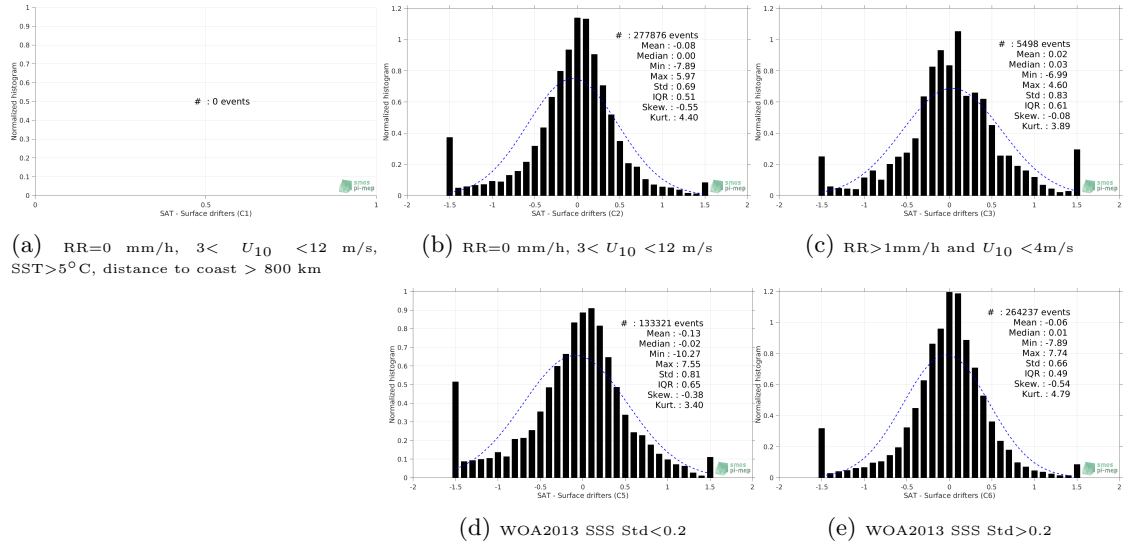 1
0.9
0.8
0.7
0.6
0.5
0.4
0.3
0.2
0.1
0
Normalized histogram
# : 0 events
smos
pi-mep
0 0.5 1
SAT - Surface drifters (C1)
(a) RR=0 mm/h, 3< U10 <12 m/s,
SST>5°C, distance to coast > 800 km
1.2
1
0.8
0.6
0.4
0.2
0
Normalized histogram
# : 277876 events
Mean : -0.08
Median : 0.00
Min : -7.89
Max : 5.97
Std : 0.69
IQR : 0.51
Skew. : -0.55
Kurt. : 4.40
smos
pi-mep
-2 -1.5 -1 -0.5 0 0.5 1 1.5 2
SAT - Surface drifters (C2)
(b) RR=0 mm/h, 3< U10 <12 m/s
1.2
1
0.8
0.6
0.4
0.2
0
Normalized histogram
# : 5498 events
Mean : 0.02
Median : 0.03
Min : -6.99
Max : 4.60
Std : 0.83
IQR : 0.61
Skew. : -0.08
Kurt. : 3.89
smos
pi-mep
-2 -1.5 -1 -0.5 0 0.5 1 1.5 2
SAT - Surface drifters (C3)
(c) RR>1mm/h and U10 <4m/s
1
0.9
0.8
0.7
0.6
0.5
0.4
0.3
0.2
0.1
0
Normalized histogram
# : 133321 events
Mean : -0.13
Median : -0.02
Min : -10.27
Max : 7.55
Std : 0.81
IQR : 0.65
Skew. : -0.38
Kurt. : 3.40
smos
pi-mep
-2 -1.5 -1 -0.5 0 0.5 1 1.5 2
SAT - Surface drifters (C5)
(d) WOA2013 SSS Std<0.2
1.2
1
0.8
0.6
0.4
0.2
0
Normalized histogram
# : 264237 events
Mean : -0.06
Median : 0.01
Min : -7.89
Max : 7.74
Std : 0.66
IQR : 0.49
Skew. : -0.54
Kurt. : 4.79
smos
pi-mep
-2 -1.5 -1 -0.5 0 0.5 1 1.5 2
SAT - Surface drifters (C6)
(e) WOA2013 SSS Std>0.2